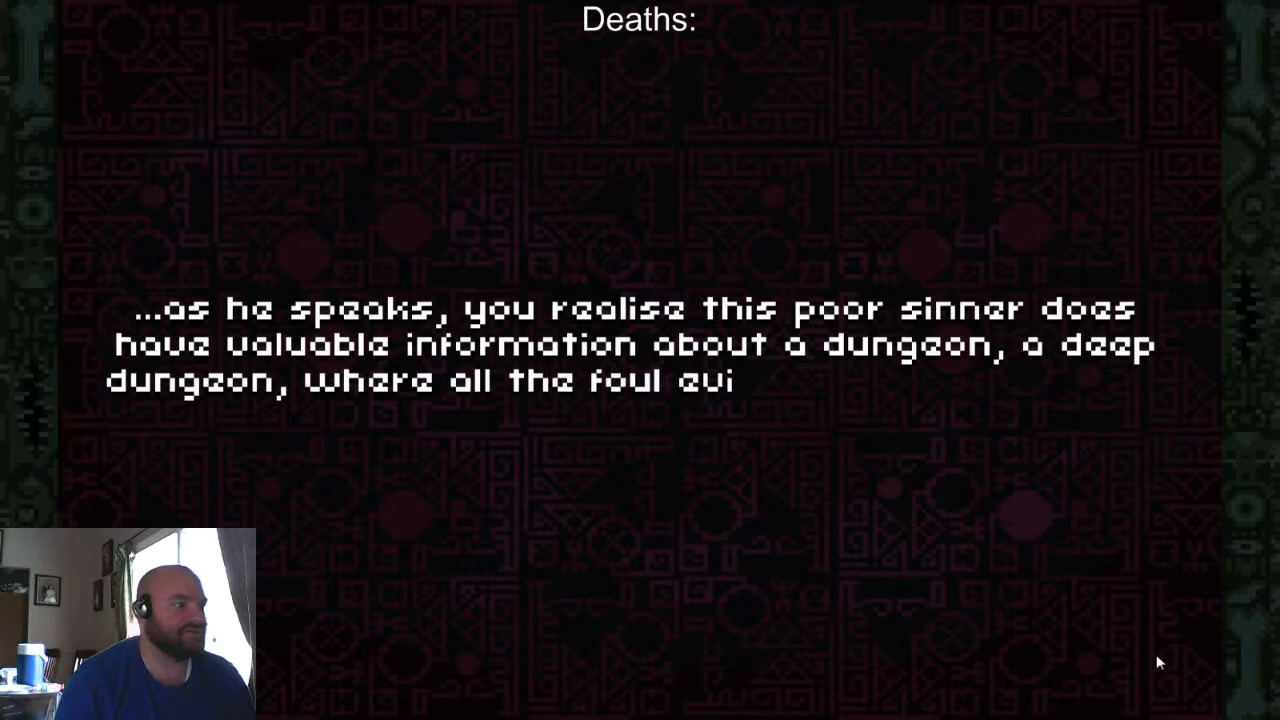 Deaths:
...as he speaks, you realise this poor sinner does
have valuable information about a dungeon, a deep
dungeon, where all the foul evi